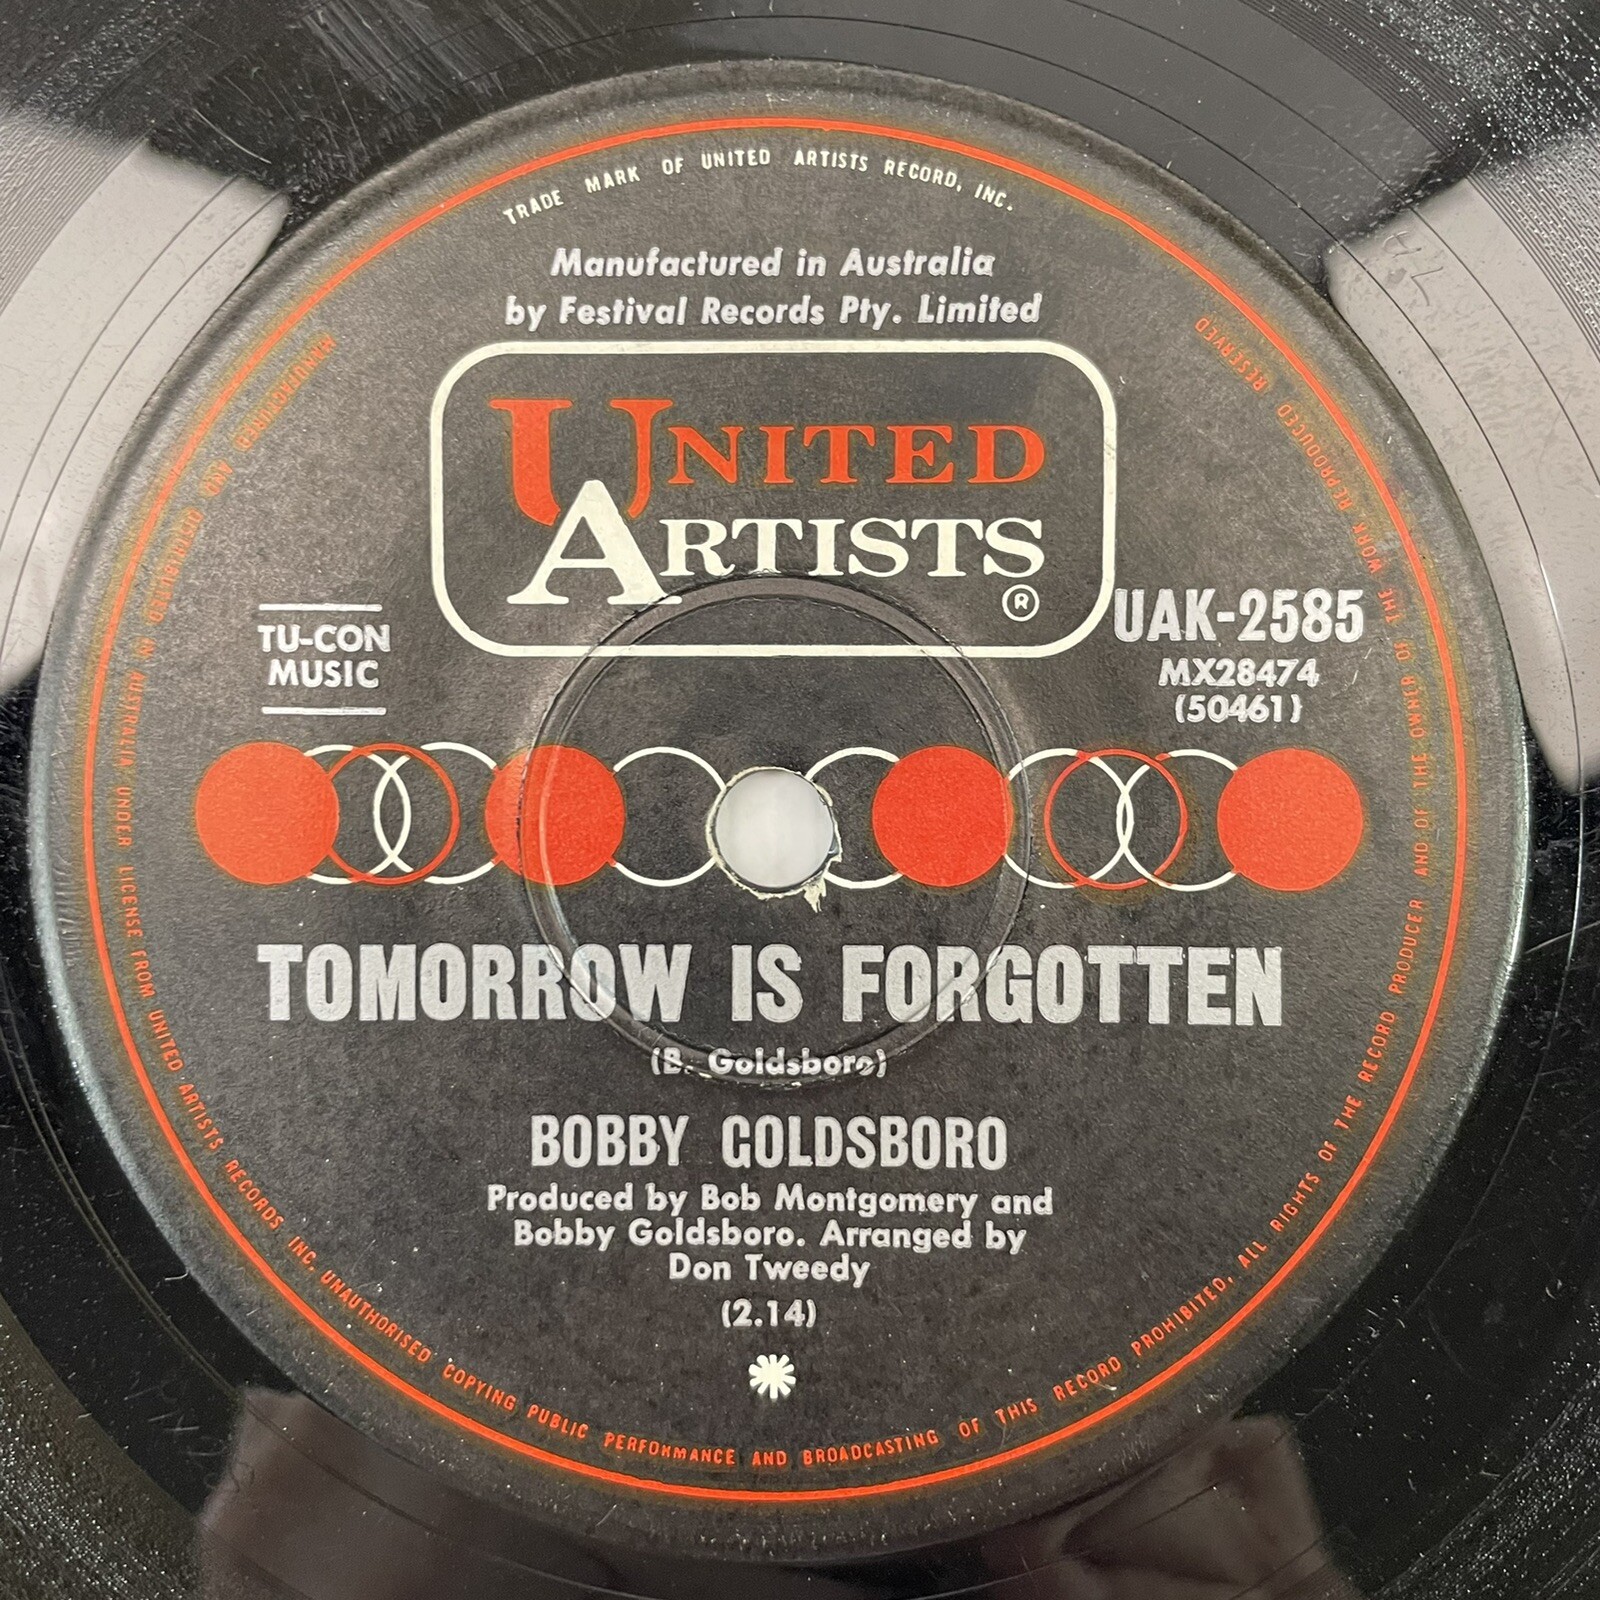 TRADE MARK OF UNITED ARTISTS RECORD, INC.
Manufactured in Australia
by Festival Records Pty. Limited
UNITED
ARTISTS
®
TU-CON
MUSIC
UAK-2585
MX28474
(50461)
TOMORROW IS FORGOTTEN
(B. Goldsboro)
BOBBY GOLDSBORO
Produced by Bob Montgomery and
Bobby Goldsboro. Arranged by
Don Tweedy
(2.14)
MANUFACTURED AND DISTRIBUTED IN AUSTRALIA UNDER LICENSE FROM UNITED ARTISTS RECORDS INC. UNAUTHORISED COPYING PUBLIC PERFORMANCE AND BROADCASTING OF THIS RECORD PROHIBITED, ALL RIGHTS OF THE RECORD PRODUCER AND OF THE OWNER OF THE WORK REPRODUCED RESERVED